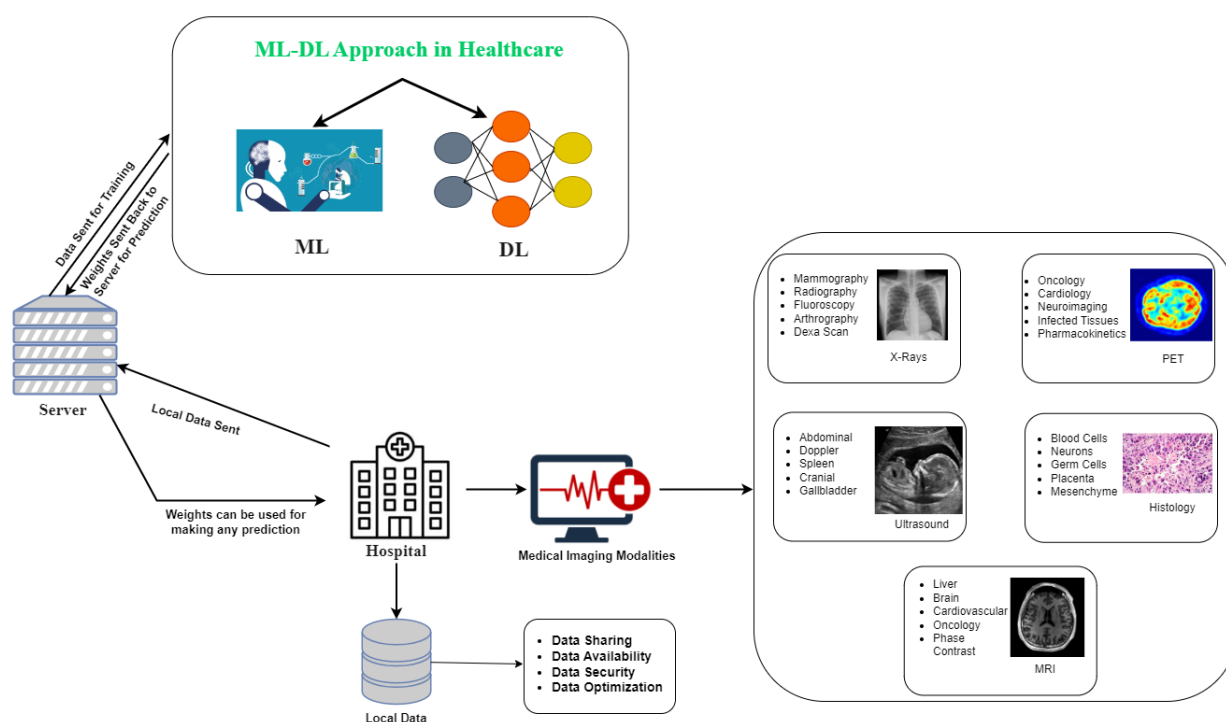 ML-DL Approach in Healthcare
ML
DL
Data Sent for Training
Weights Sent Back to
Server for Prediction
Server
Local Data Sent
Weights can be used for
making any prediction
Hospital
Medical Imaging Modalities
Local Data
• Data Sharing
• Data Availability
• Data Security
• Data Optimization
• Mammography
• Radiography
• Fluoroscopy
• Arthrography
• Dexa Scan
X-Rays
• Oncology
• Cardiology
• Neuroimaging
• Infected Tissues
• Pharmacokinetics
PET
• Abdominal
• Doppler
• Spleen
• Cranial
• Gallbladder
Ultrasound
• Blood Cells
• Neurons
• Germ Cells
• Placenta
• Mesenchyme
Histology
• Liver
• Brain
• Cardiovascular
• Oncology
• Phase
Contrast
MRI